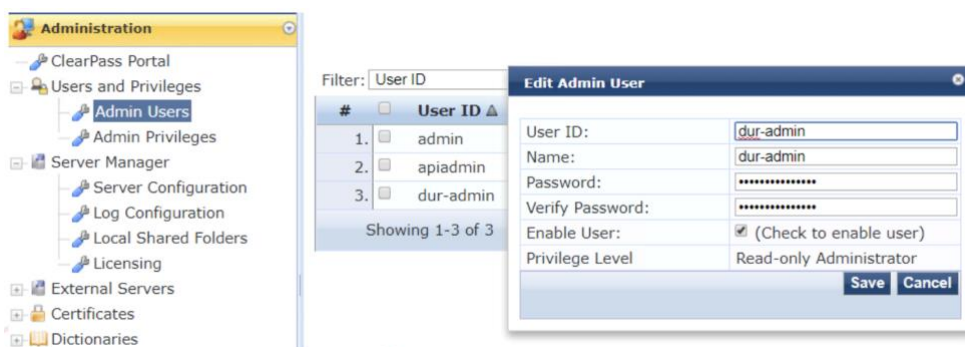 Administration
ClearPass Portal
Users and Privileges
Admin Users
Admin Privileges
Server Manager
Server Configuration
Log Configuration
Local Shared Folders
Licensing
External Servers
Certificates
Dictionaries
Filter: User ID
# User ID
1. admin
2. apiadmin
3. dur-admin
Showing 1-3 of 3
Edit Admin User
User ID: dur-admin
Name: dur-admin
Password: •••••••••••••••
Verify Password: •••••••••••••••
Enable User: (Check to enable user)
Privilege Level Read-only Administrator
Save Cancel